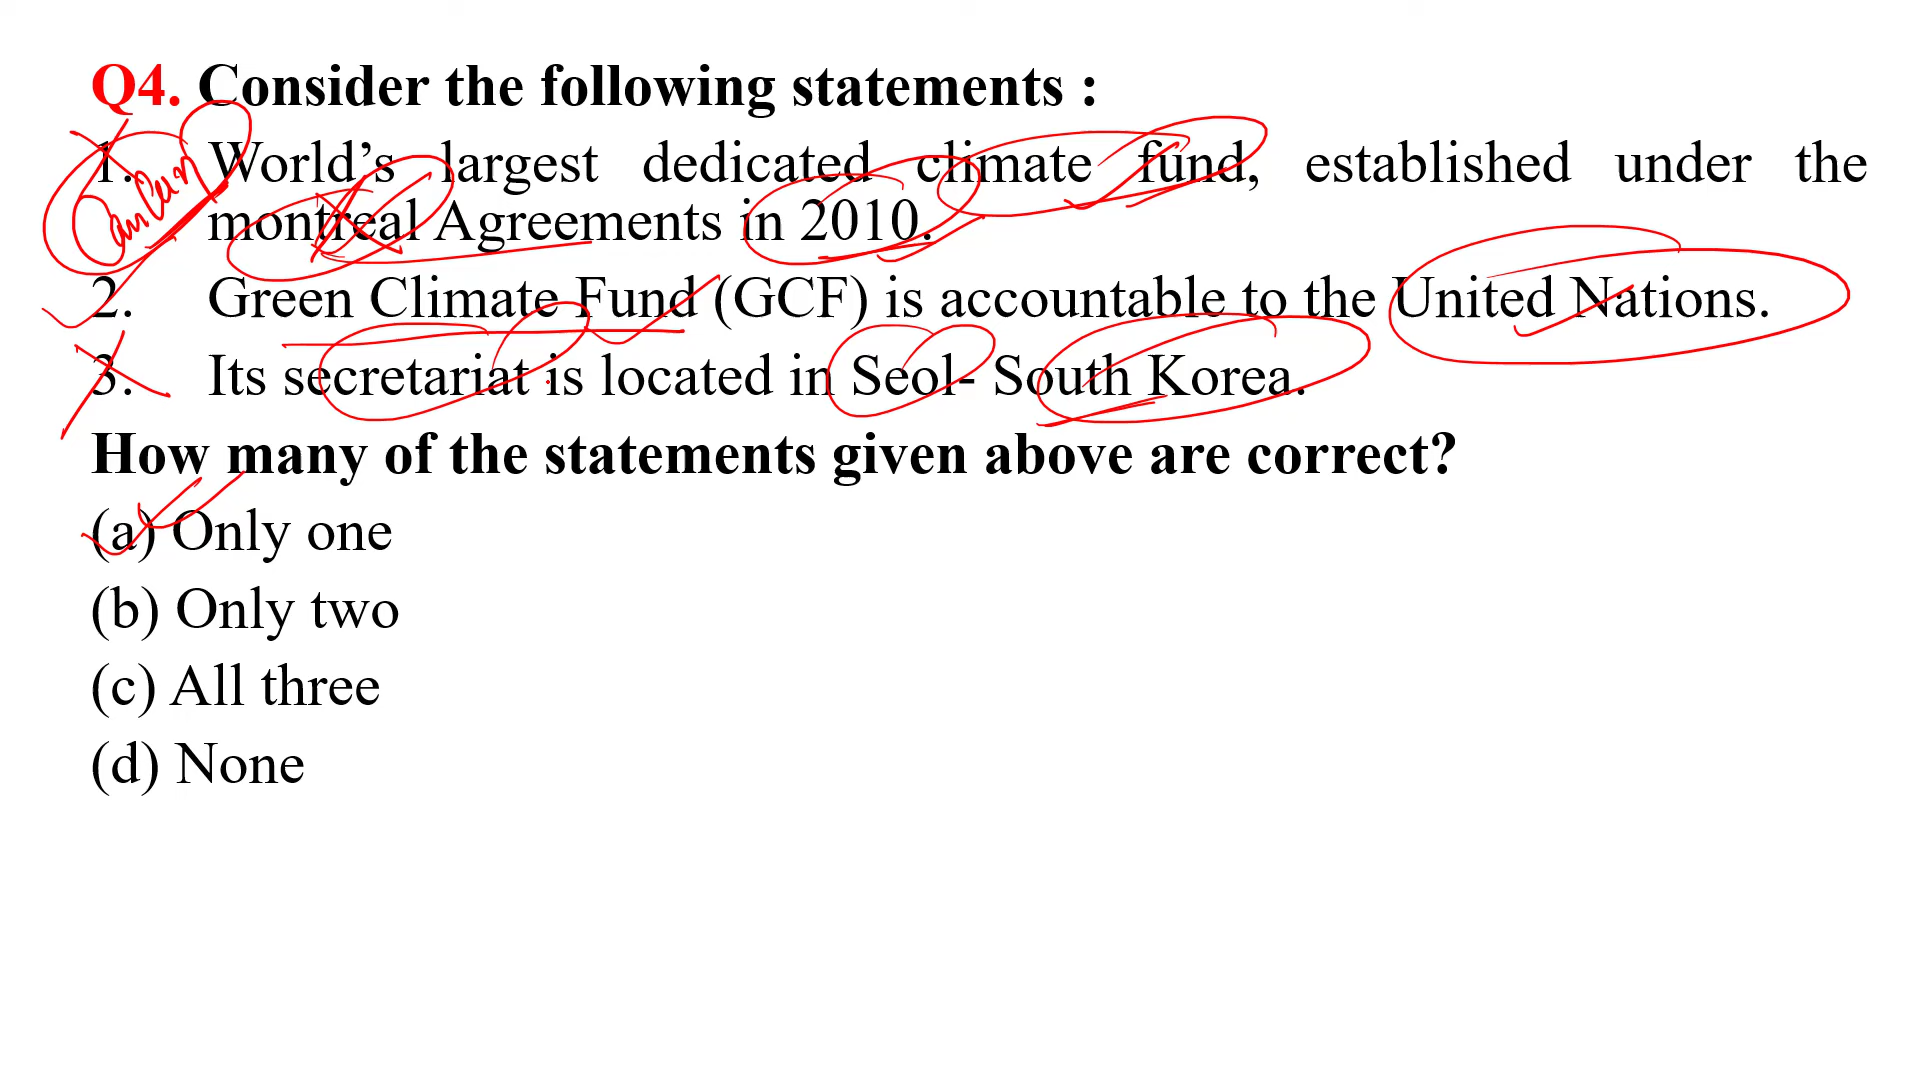 Q4. Consider the following statements :
1. World’s largest dedicated climate fund, established under the
montreal Agreements in 2010.
Cancun
2. Green Climate Fund (GCF) is accountable to the United Nations.
3. Its secretariat is located in Seol- South Korea.
How many of the statements given above are correct?
(a) Only one
(b) Only two
(c) All three
(d) None